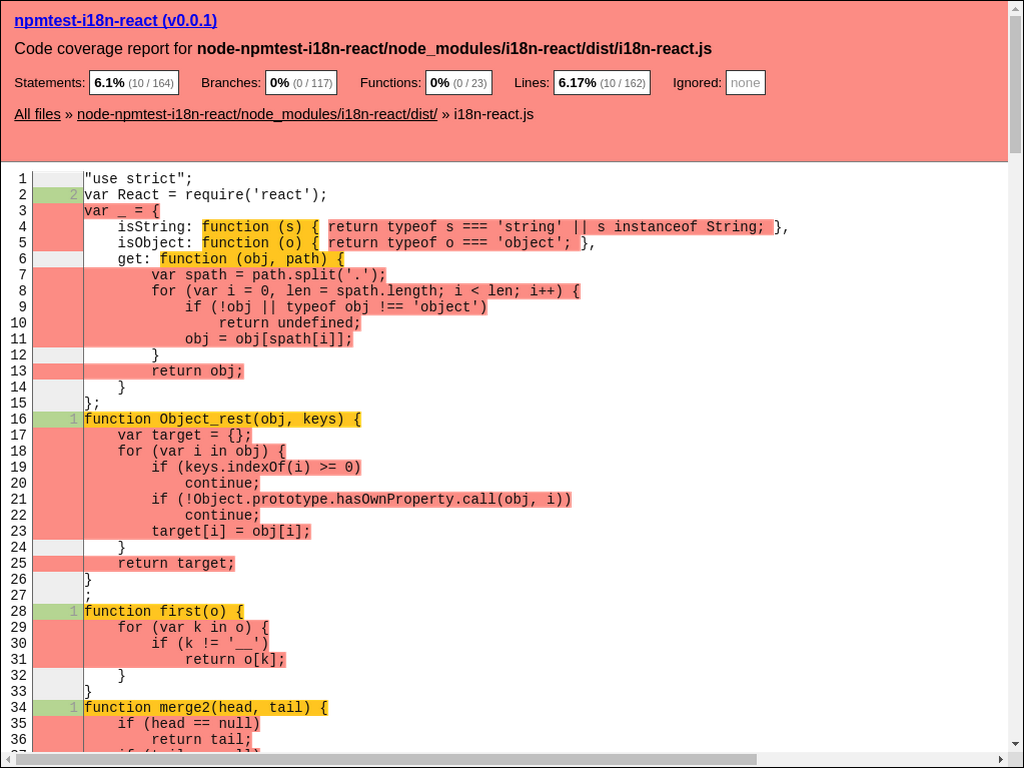 npmtest-i18n-react (v0.0.1)
Code coverage report for node-npmtest-i18n-react/node_modules/i18n-react/dist/i18n-react.js
Statements: 6.1% (10 / 164) Branches: 0% (0 / 117) Functions: 0% (0 / 23) Lines: 6.17% (10 / 162) Ignored: none
All files » node-npmtest-i18n-react/node_modules/i18n-react/dist/ » i18n-react.js
1 "use strict";
2 2 var React = require('react');
3 var _ = {
4     isString: function (s) { return typeof s === 'string' || s instanceof String; },
5     isObject: function (o) { return typeof o === 'object'; },
6     get: function (obj, path) {
7         var spath = path.split('.');
8         for (var i = 0, len = spath.length; i < len; i++) {
9             if (!obj || typeof obj !== 'object')
10                 return undefined;
11             obj = obj[spath[i]];
12         }
13         return obj;
14     }
15 };
16 1 function Object_rest(obj, keys) {
17     var target = {};
18     for (var i in obj) {
19         if (keys.indexOf(i) >= 0)
20             continue;
21         if (!Object.prototype.hasOwnProperty.call(obj, i))
22             continue;
23         target[i] = obj[i];
24     }
25     return target;
26 }
27 ;
28 1 function first(o) {
29     for (var k in o) {
30         if (k != '__')
31             return o[k];
32     }
33 }
34 1 function merge2(head, tail) {
35     if (head == null)
36         return tail;